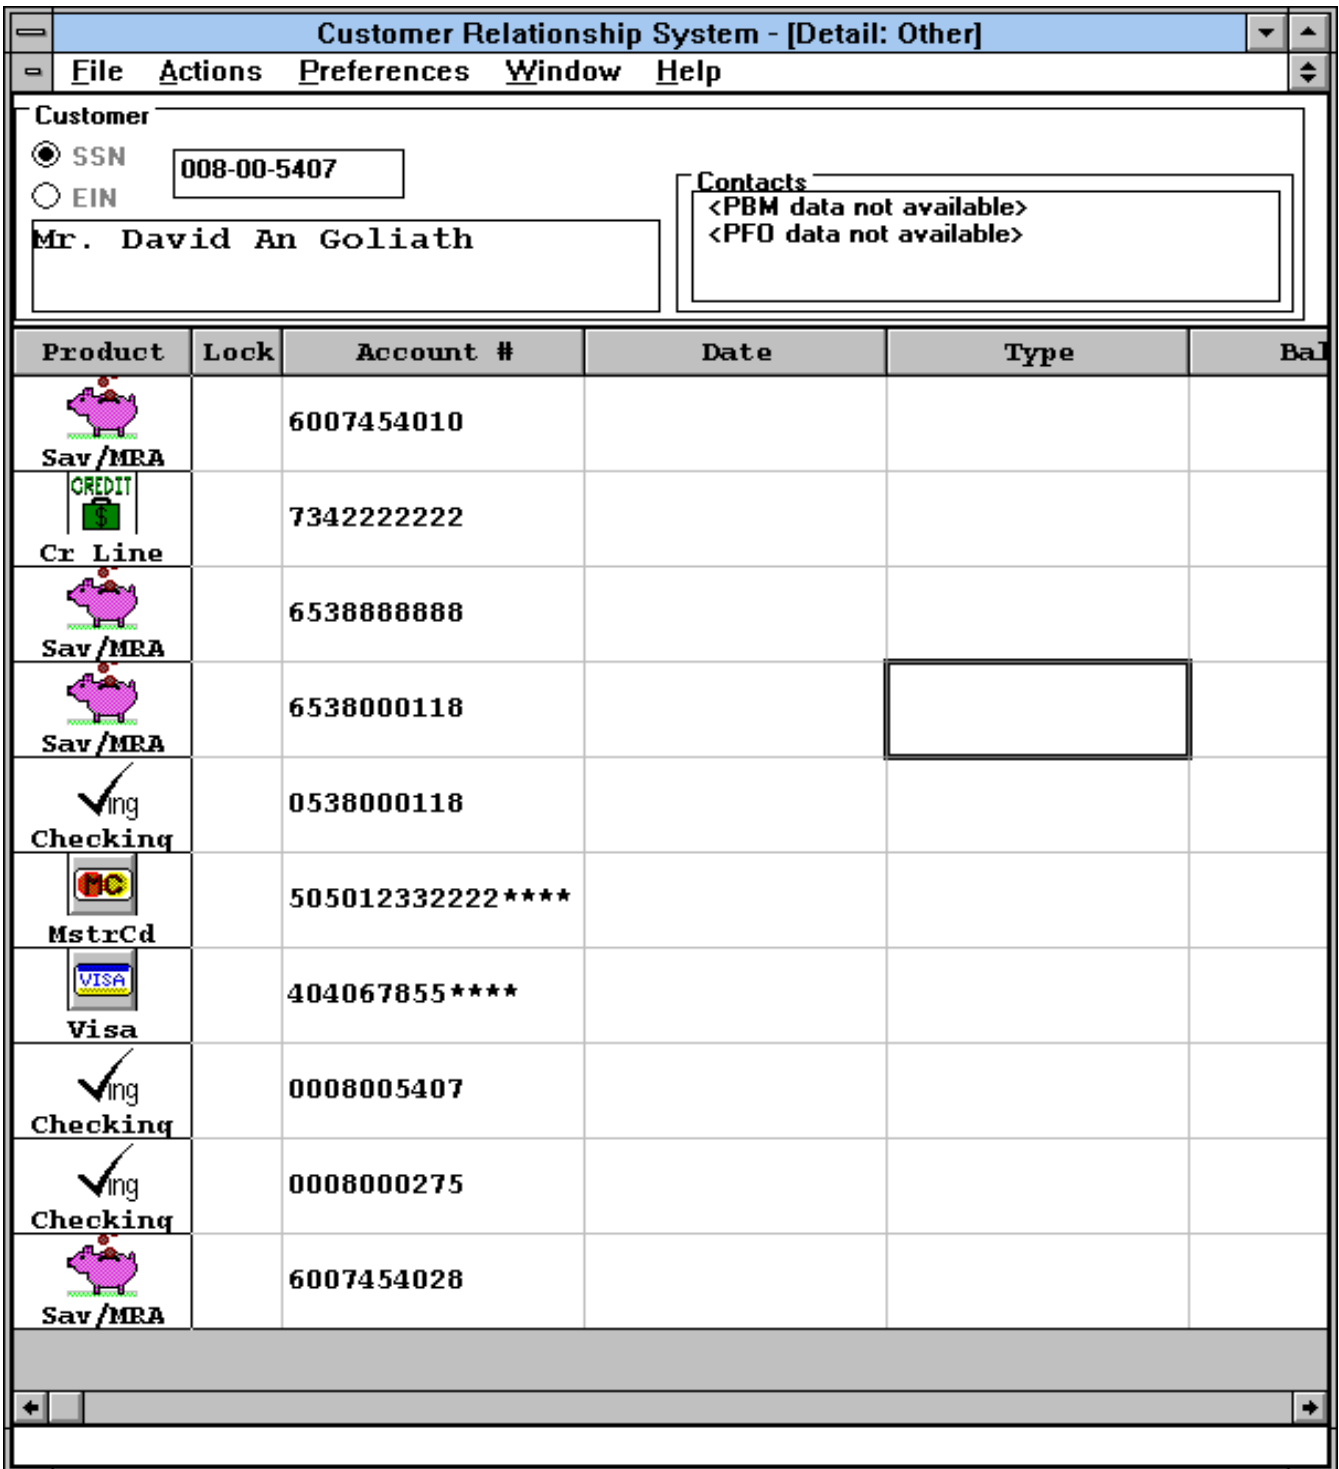 Customer Relationship System - [Detail: Other]
File Actions Preferences Window Help
Customer
SSN
008-00-5407
EIN
Contacts
<PBM data not available>
<PFO data not available>
Mr. David An Goliath
Product Lock Account # Date Type Bal
Sav/MRA 6007454010
CREDIT
$
Cr Line 7342222222
Sav/MRA 6538888888
Sav/MRA 6538000118
ing
Checking 0538000118
MC
MstrCd 505012332222****
VISA
Visa 404067855****
ing
Checking 0008005407
ing
Checking 0008000275
Sav/MRA 6007454028